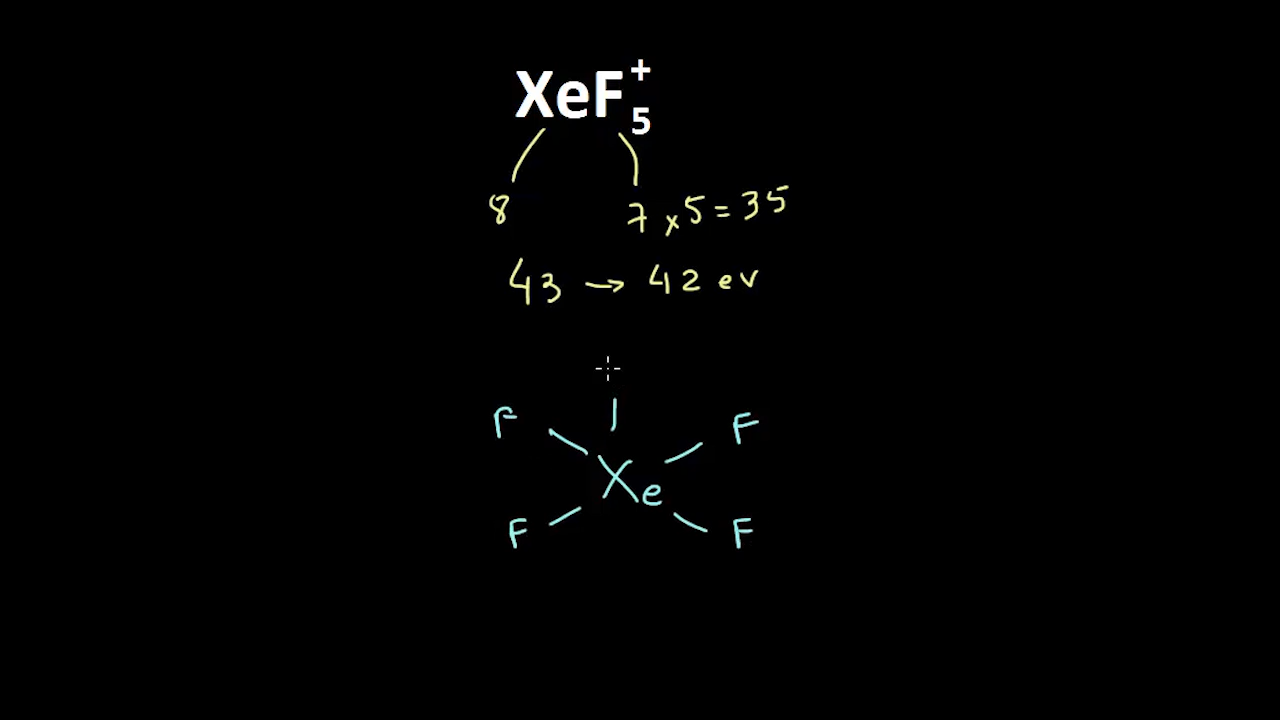 XeF₅⁺
8 7 x 5 = 35
43 → 42 ev
F F
Xe
F F